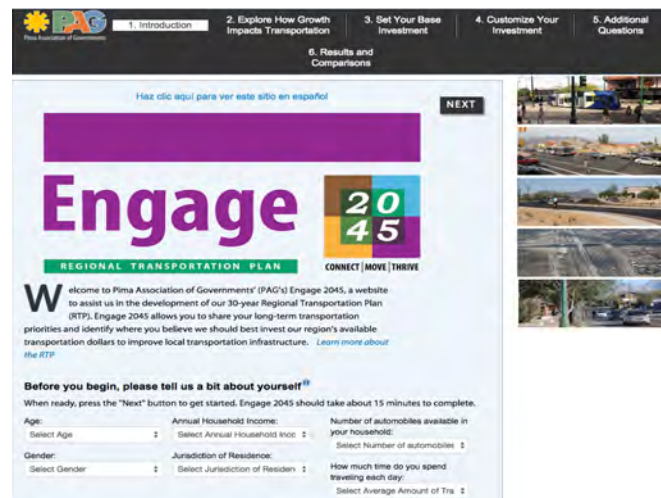 PAG
Pima Association of Governments
1. Introduction
2. Explore How Growth
Impacts Transportation
3. Set Your Base
Investment
4. Customize Your
Investment
5. Additional
Questions
6. Results and
Comparisons
Haz clic aquí para ver este sitio en español
NEXT
Engage
20
45
REGIONAL TRANSPORTATION PLAN
CONNECT | MOVE | THRIVE
Welcome to Pima Association of Governments' (PAG's) Engage 2045, a website
to assist us in the development of our 30-year Regional Transportation Plan
(RTP). Engage 2045 allows you to share your long-term transportation
priorities and identify where you believe we should best invest our region's available
transportation dollars to improve local transportation infrastructure. Learn more about
the RTP
Before you begin, please tell us a bit about yourself
When ready, press the "Next" button to get started. Engage 2045 should take about 15 minutes to complete.
Age:
Select Age
Annual Household Income:
Select Annual Household Inc
Number of automobiles available in
your household:
Select Number of automobiles
Gender:
Select Gender
Jurisdiction of Residence:
Select Jurisdiction of Residen
How much time do you spend
traveling each day:
Select Average Amount of Tra